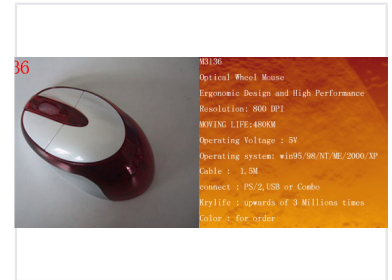 36
M3136
Optical Wheel Mouse
Ergonomic Design and High Performance
Resolution: 800 DPI
MOVING LIFE:480KM
Operating Voltage : 5V
Operating system: win95/98/NT/ME/2000/XP
Cable : 1.5M
connect : PS/2,USB or Combo
Krylife : upwards of 3 Millions times
Color : for order